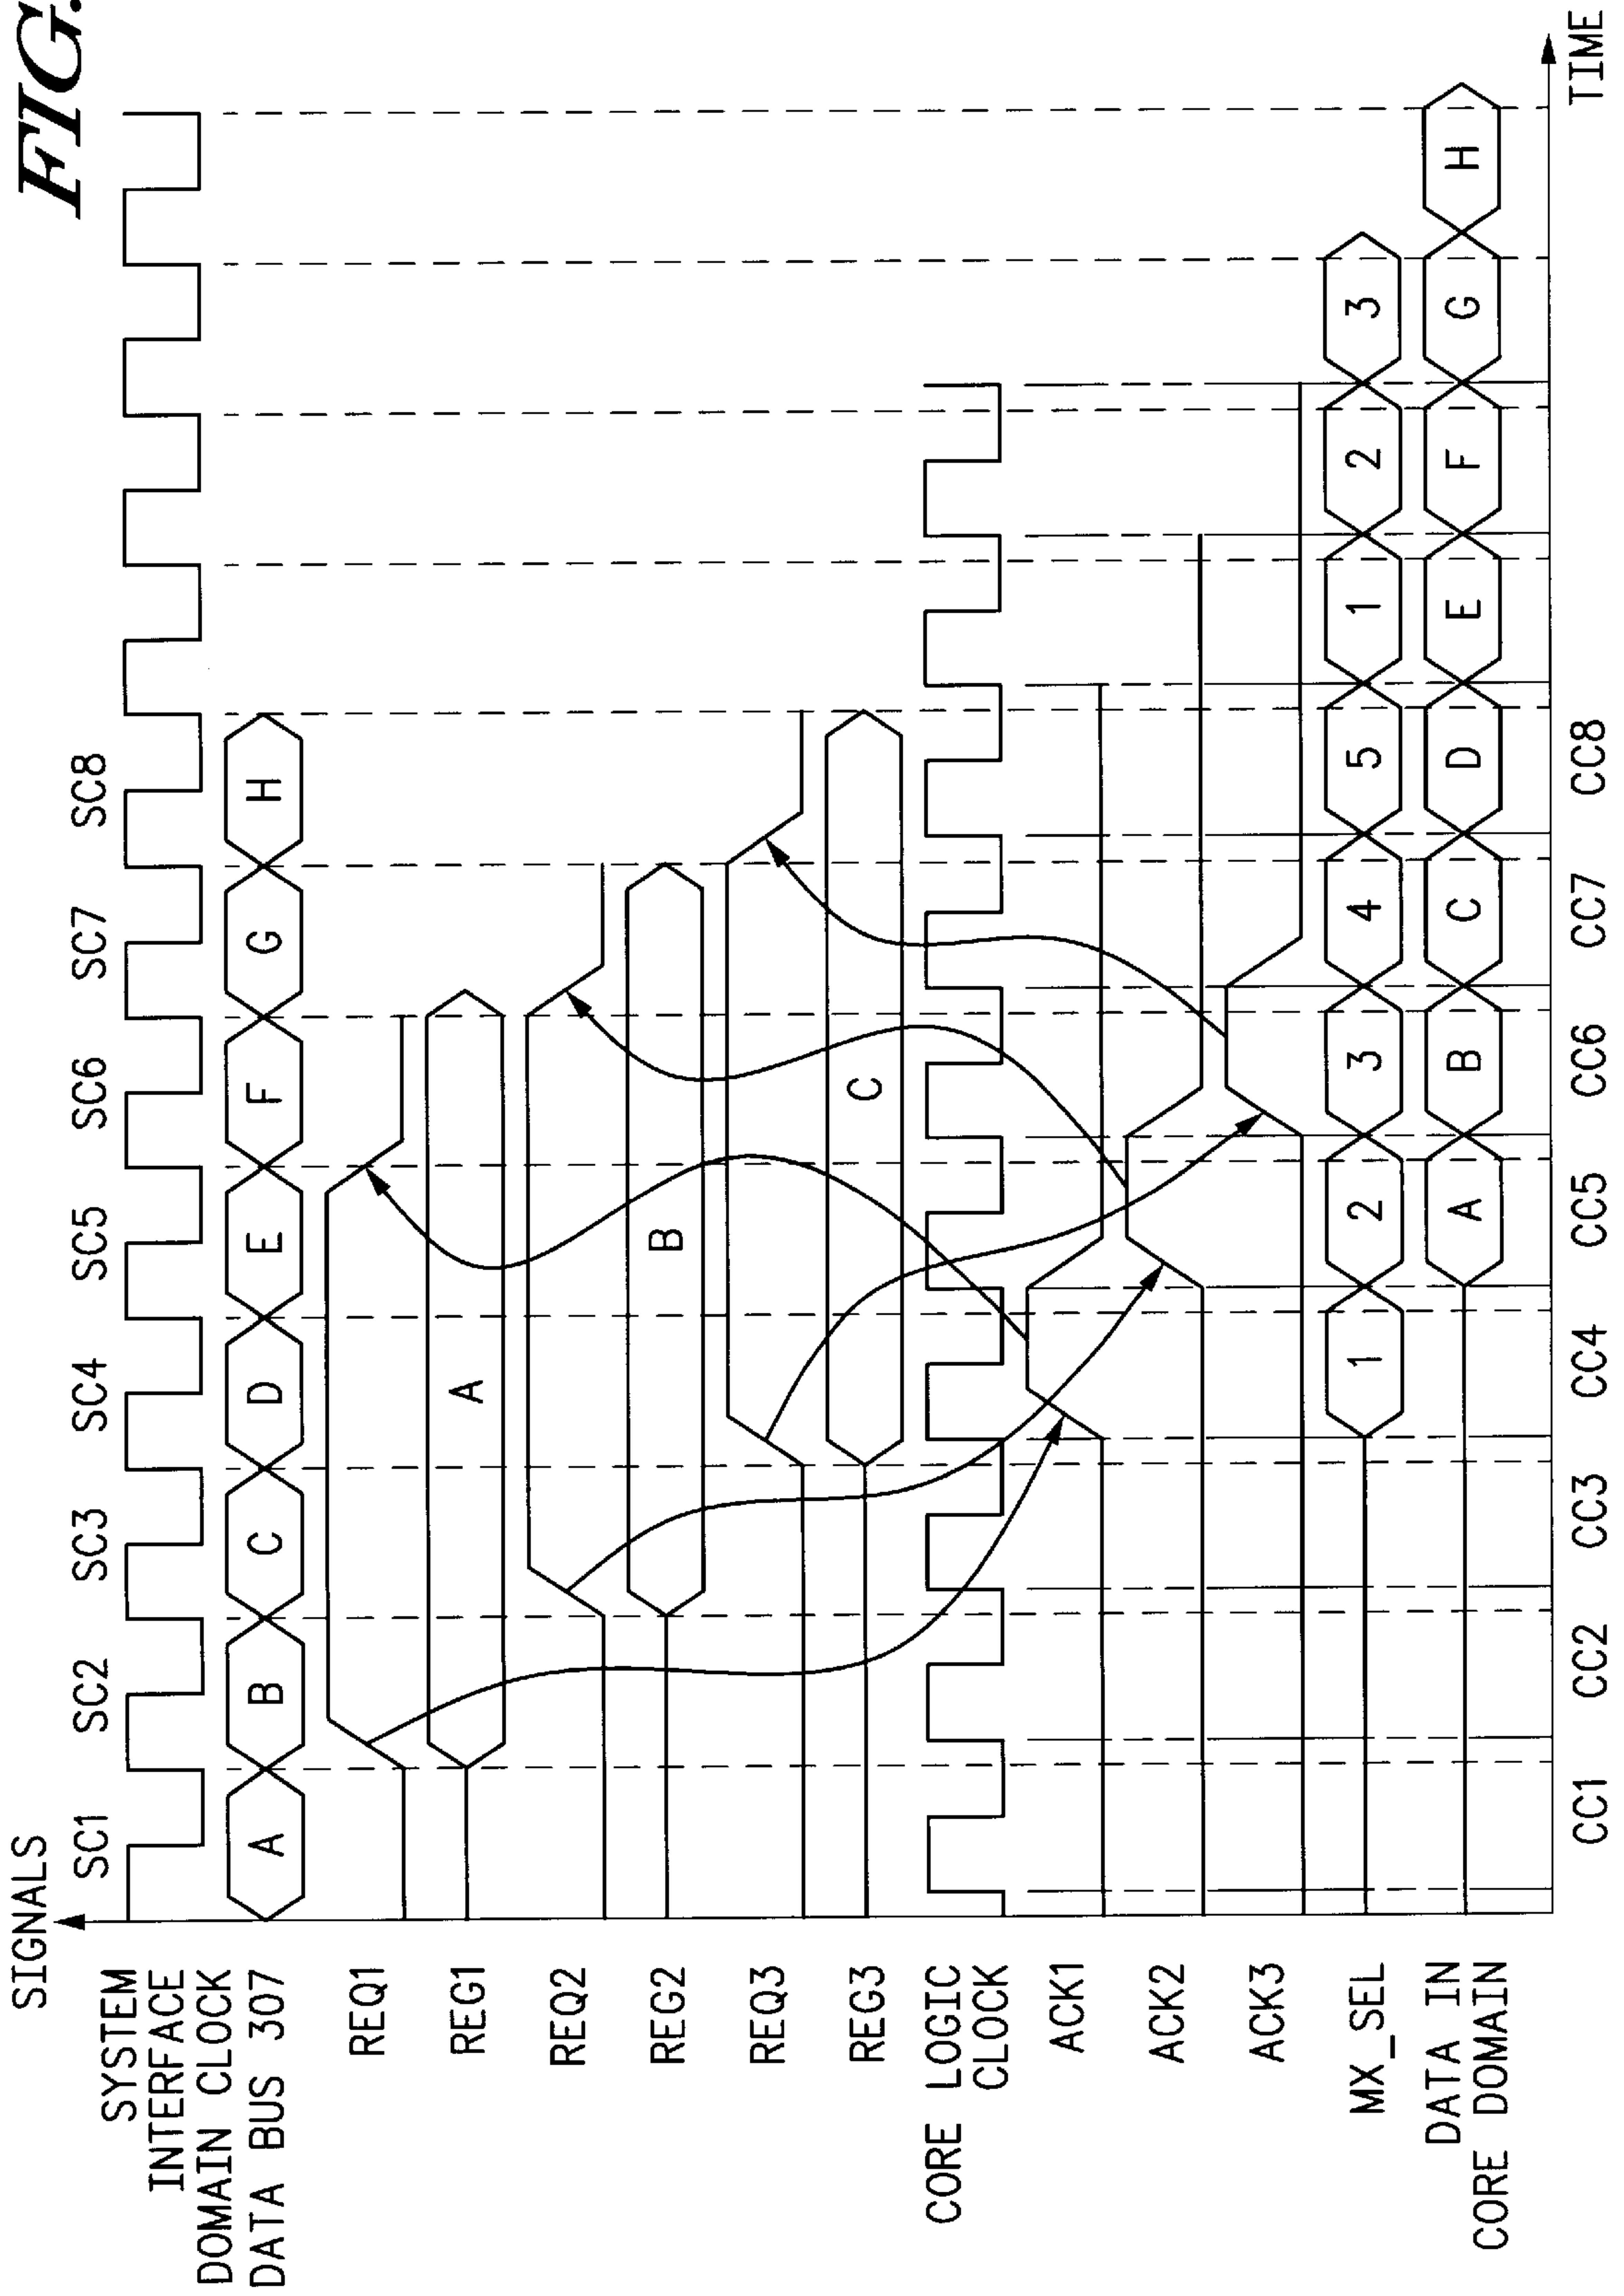 FIG.
SIGNALS
SC1 SC2 SC3 SC4 SC5 SC6 SC7 SC8
SYSTEM
INTERFACE
DOMAIN CLOCK
DATA BUS 307 A B C D E F G H
REQ1
REG1 A
REQ2
REG2 B
REQ3
REG3 C
CORE LOGIC
CLOCK
ACK1
ACK2
ACK3
MX_SEL 1 2 3 4 5 1 2 3
DATA IN
CORE DOMAIN A B C D E F G H
CC1 CC2 CC3 CC4 CC5 CC6 CC7 CC8 TIME